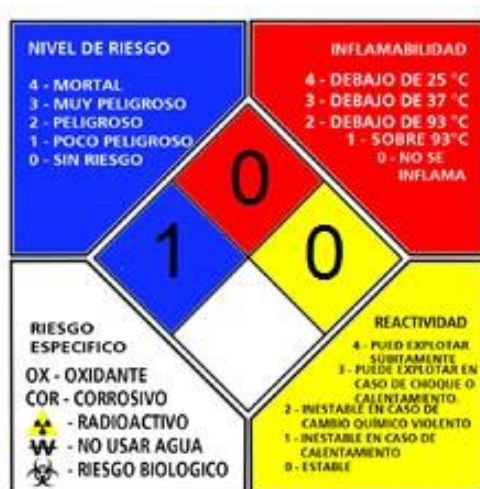 NIVEL DE RIESGO
4 - MORTAL
3 - MUY PELIGROSO
2 - PELIGROSO
1 - POCO PELIGROSO
0 - SIN RIESGO
INFLAMABILIDAD
4 - DEBAJO DE 25 °C
3 - DEBAJO DE 37 °C
2 - DEBAJO DE 93 °C
1 - SOBRE 93°C
0 - NO SE
INFLAMA
0
1
0
RIESGO
ESPECIFICO
OX - OXIDANTE
COR - CORROSIVO
- RADIOACTIVO
W - NO USAR AGUA
- RIESGO BIOLOGICO
REACTIVIDAD
4 - PUED EXPLOTAR
SÚBITAMENTE
3 - PUEDE EXPLOTAR EN
CASO DE CHOQUE O
CALENTAMIENTO.
2 - INESTABLE EN CASO DE
CAMBIO QUÍMICO VIOLENTO
1 - INESTABLE EN CASO DE
CALENTAMIENTO
0 - ESTABLE